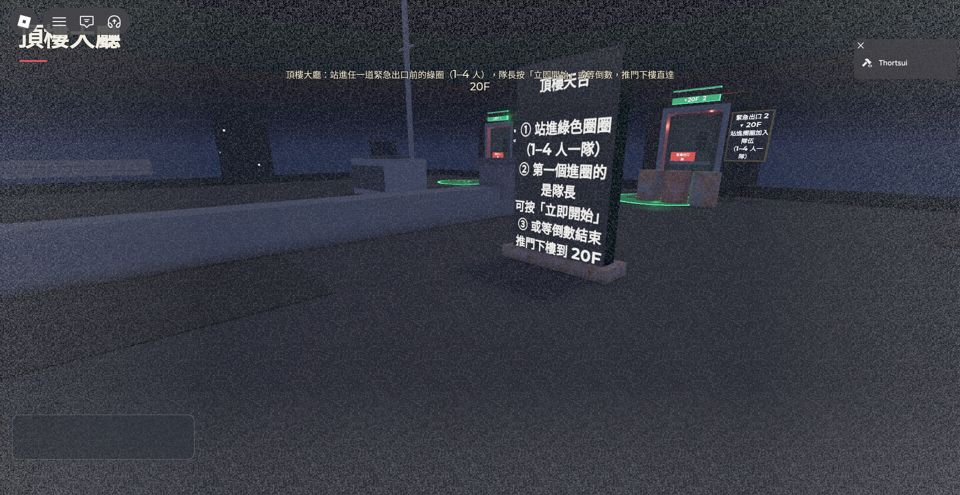 頂樓大廳
頂樓大廳：站進任一道緊急出口前的綠圈（1–4 人），隊長按「立即開始」或等倒數，推門下樓直達
20F
Thortsui
頂樓天台
① 站進綠色圈圈
（1–4 人一隊）
② 第一個進圈的
是隊長
可按「立即開始」
③ 或等倒數結束
推門下樓到 20F
20F 2
緊急出口 2
▼ 20F
站進圈圈加入
隊伍
（1–4 人一
隊）